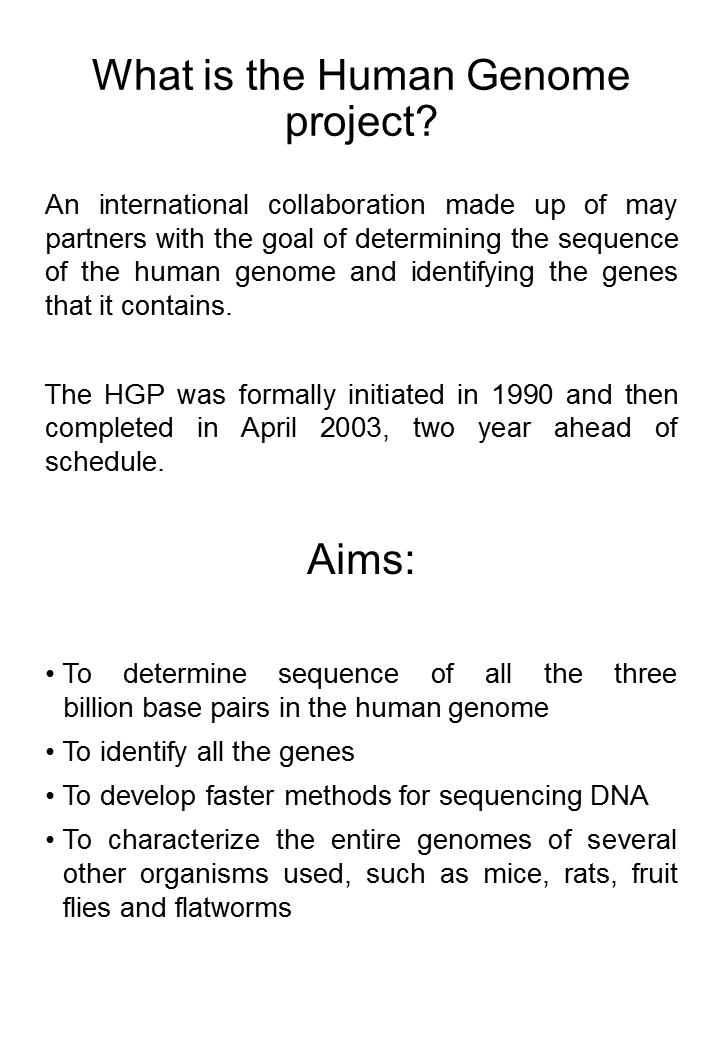 What is the Human Genome
project?
An international collaboration made up of may
partners with the goal of determining the sequence
of the human genome and identifying the genes
that it contains.
The HGP was formally initiated in 1990 and then
completed in April 2003, two year ahead of
schedule.
Aims:
• To determine sequence of all the three
billion base pairs in the human genome
• To identify all the genes
• To develop faster methods for sequencing DNA
• To characterize the entire genomes of several
other organisms used, such as mice, rats, fruit
flies and flatworms